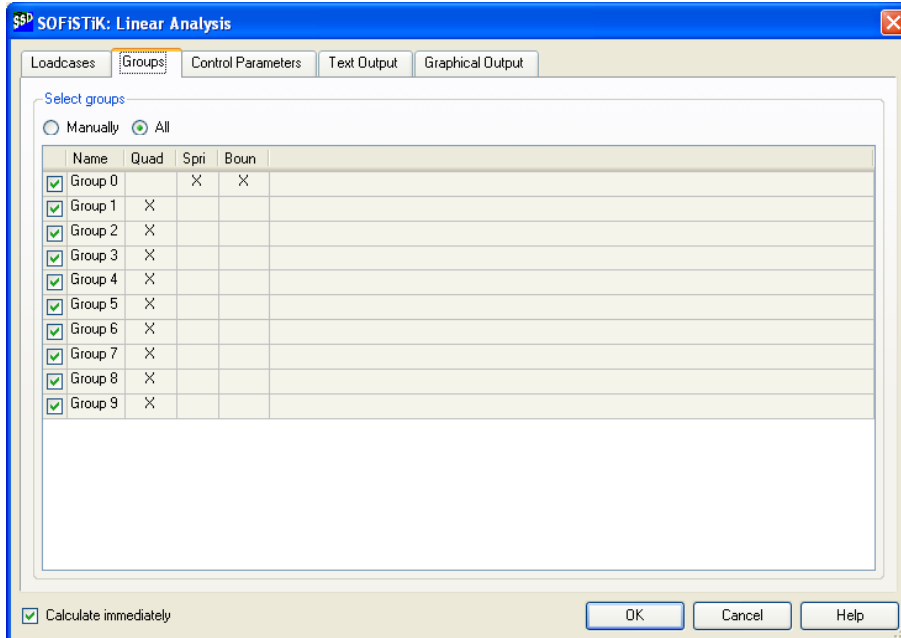 SSD SOFiSTiK: Linear Analysis
Loadcases Groups Control Parameters Text Output Graphical Output
Select groups
Manually All
Name Quad Spri Boun
Group 0 X X
Group 1 X
Group 2 X
Group 3 X
Group 4 X
Group 5 X
Group 6 X
Group 7 X
Group 8 X
Group 9 X
Calculate immediately OK Cancel Help